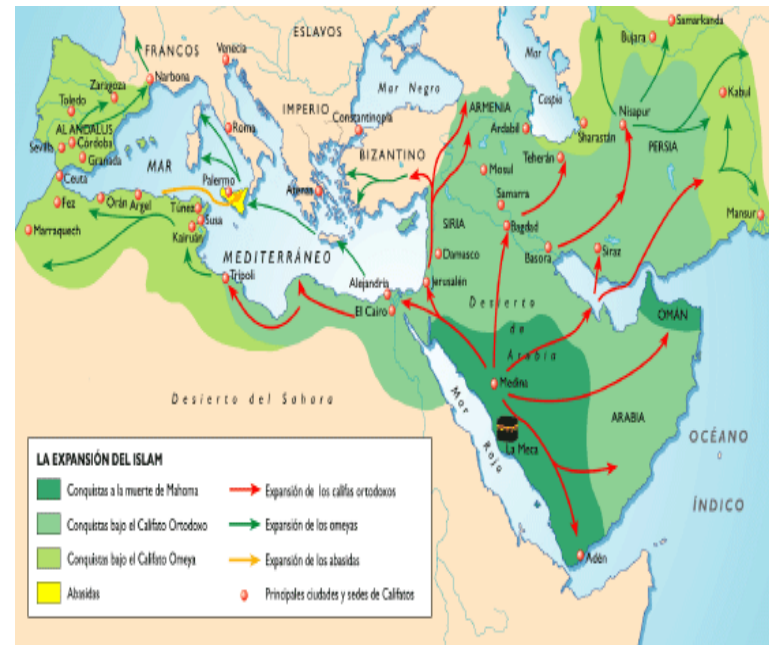 ESLAVOS
FRANCOS
Venecia
Narbona
Zaragoza
Toledo
AL ANDALUS
Sevilla
Córdoba
Granada
Ceuta
Fez
Orán
Argel
Marraquech
MAR
MEDITERRÁNEO
Roma
Palermo
Túnez
Susa
Kairuán
Trípoli
IMPERIO
BIZANTINO
Constantinopla
Atenas
Mar Negro
Alejandría
El Cairo
Jerusalén
Damasco
SIRIA
ARMENIA
Ardabil
Mosul
Samarra
Bagdad
Basora
Mar
Caspio
Teherán
Sharastán
Nisapur
PERSIA
Siraz
Bujara
Samarkanda
Kabul
Mansur
Desierto
de
Arabia
Medina
La Meca
Mar Rojo
OMÁN
ARABIA
Adén
OCÉANO
ÍNDICO
Desierto del Sahara
LA EXPANSIÓN DEL ISLAM
Conquistas a la muerte de Mahoma
Conquistas bajo el Califato Ortodoxo
Conquistas bajo el Califato Omeya
Abasidas
Expansión de los califas ortodoxos
Expansión de los omeyas
Expansión de los abasidas
Principales ciudades y sedes de Califatos